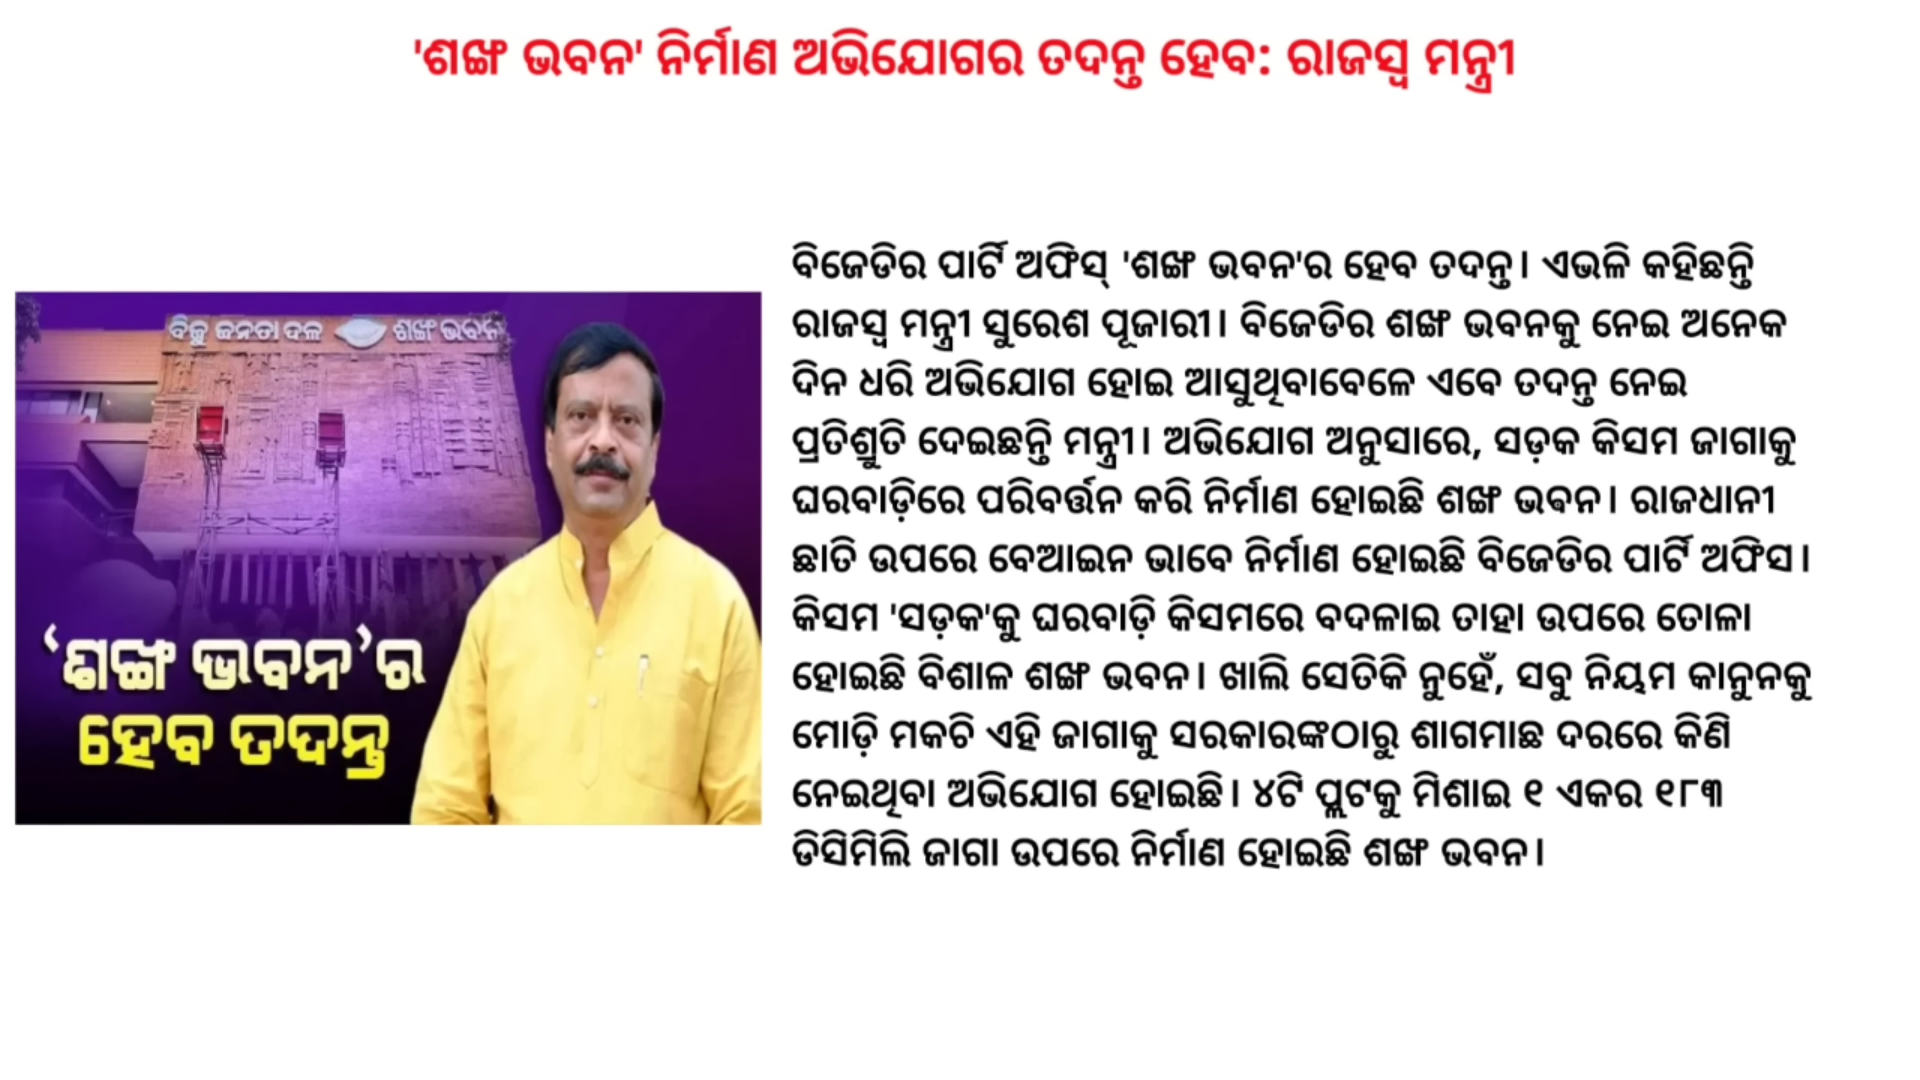 'ଶଙ୍ଖ ଭବନ' ନିର୍ମାଣ ଅଭିଯୋଗର ତଦନ୍ତ ହେବ: ରାଜସ୍ୱ ମନ୍ତ୍ରୀ
ବିଜୁ ଜନତା ଦଳ ଶଙ୍ଖ ଭବନ
‘ଶଙ୍ଖ ଭବନ’ର
ହେବ ତଦନ୍ତ
ବିଜେଡିର ପାର୍ଟି ଅଫିସ୍ 'ଶଙ୍ଖ ଭବନ'ର ହେବ ତଦନ୍ତ। ଏଭଳି କହିଛନ୍ତି
ରାଜସ୍ୱ ମନ୍ତ୍ରୀ ସୁରେଶ ପୂଜାରୀ। ବିଜେଡିର ଶଙ୍ଖ ଭବନକୁ ନେଇ ଅନେକ
ଦିନ ଧରି ଅଭିଯୋଗ ହୋଇ ଆସୁଥିବାବେଳେ ଏବେ ତଦନ୍ତ ନେଇ
ପ୍ରତିଶ୍ରୁତି ଦେଇଛନ୍ତି ମନ୍ତ୍ରୀ। ଅଭିଯୋଗ ଅନୁସାରେ, ସଡ଼କ କିସମ ଜାଗାକୁ
ଘରବାଡ଼ିରେ ପରିବର୍ତ୍ତନ କରି ନିର୍ମାଣ ହୋଇଛି ଶଙ୍ଖ ଭଵନ। ରାଜଧାନୀ
ଛାତି ଉପରେ ବେଆଇନ ଭାବେ ନିର୍ମାଣ ହୋଇଛି ବିଜେଡିର ପାର୍ଟି ଅଫିସ।
କିସମ 'ସଡ଼କ'କୁ ଘରବାଡ଼ି କିସମରେ ବଦଳାଇ ତାହା ଉପରେ ତୋଳା
ହୋଇଛି ବିଶାଳ ଶଙ୍ଖ ଭବନ। ଖାଲି ସେତିକି ନୁହେଁ, ସବୁ ନିୟମ କାନୁନକୁ
ମୋଡ଼ି ମକଚି ଏହି ଜାଗାକୁ ସରକାରଙ୍କଠାରୁ ଶାଗମାଛ ଦରରେ କିଣି
ନେଇଥିବା ଅଭିଯୋଗ ହୋଇଛି। ୪ଟି ପ୍ଲଟକୁ ମିଶାଇ ୧ ଏକର ୧୮୩
ଡିସିମିଲି ଜାଗା ଉପରେ ନିର୍ମାଣ ହୋଇଛି ଶଙ୍ଖ ଭବନ।